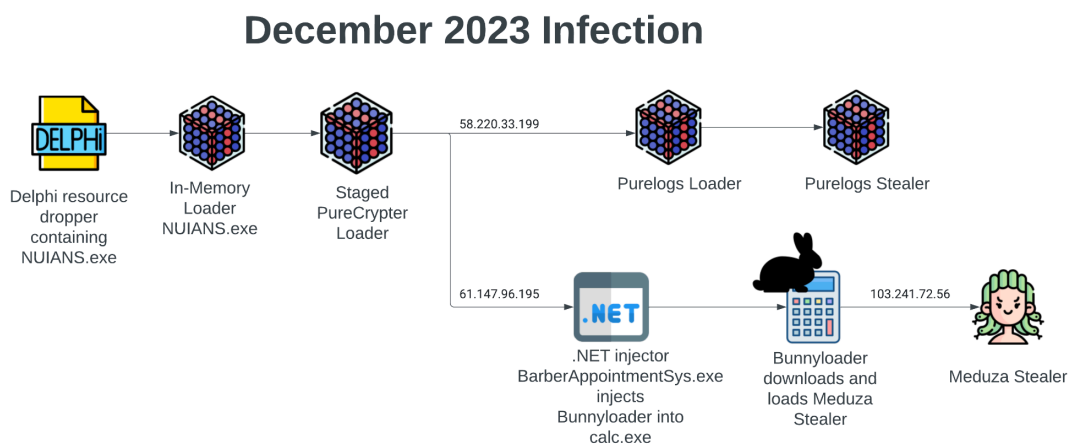 December 2023 Infection
DELPHi
Delphi resource
dropper
containing
NUIANS.exe
In-Memory
Loader
NUIANS.exe
Staged
PureCrypter
Loader
58.220.33.199
Purelogs Loader
Purelogs Stealer
61.147.96.195
.NET
.NET injector
BarberAppointmentSys.exe
injects
Bunnyloader into
calc.exe
Bunnyloader
downloads and
loads Meduza
Stealer
103.241.72.56
Meduza Stealer